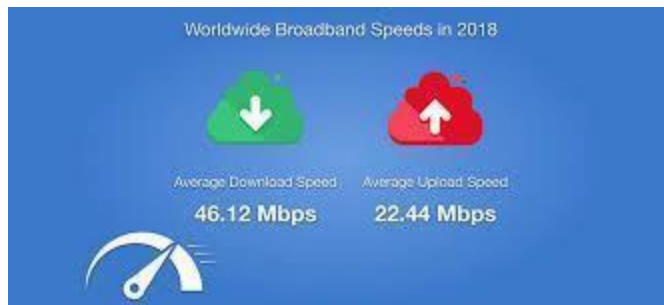 Worldwide Broadband Speeds in 2018
Average Download Speed
46.12 Mbps
Average Upload Speed
22.44 Mbps